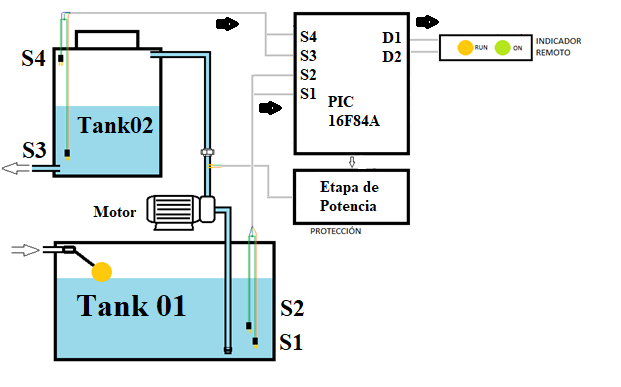 S4
S3
Tank02
Motor
Tank 01
S2
S1
S4
S3
S2
S1
D1
D2
PIC
16F84A
RUN
ON
INDICADOR
REMOTO
Etapa de
Potencia
PROTECCIÓN